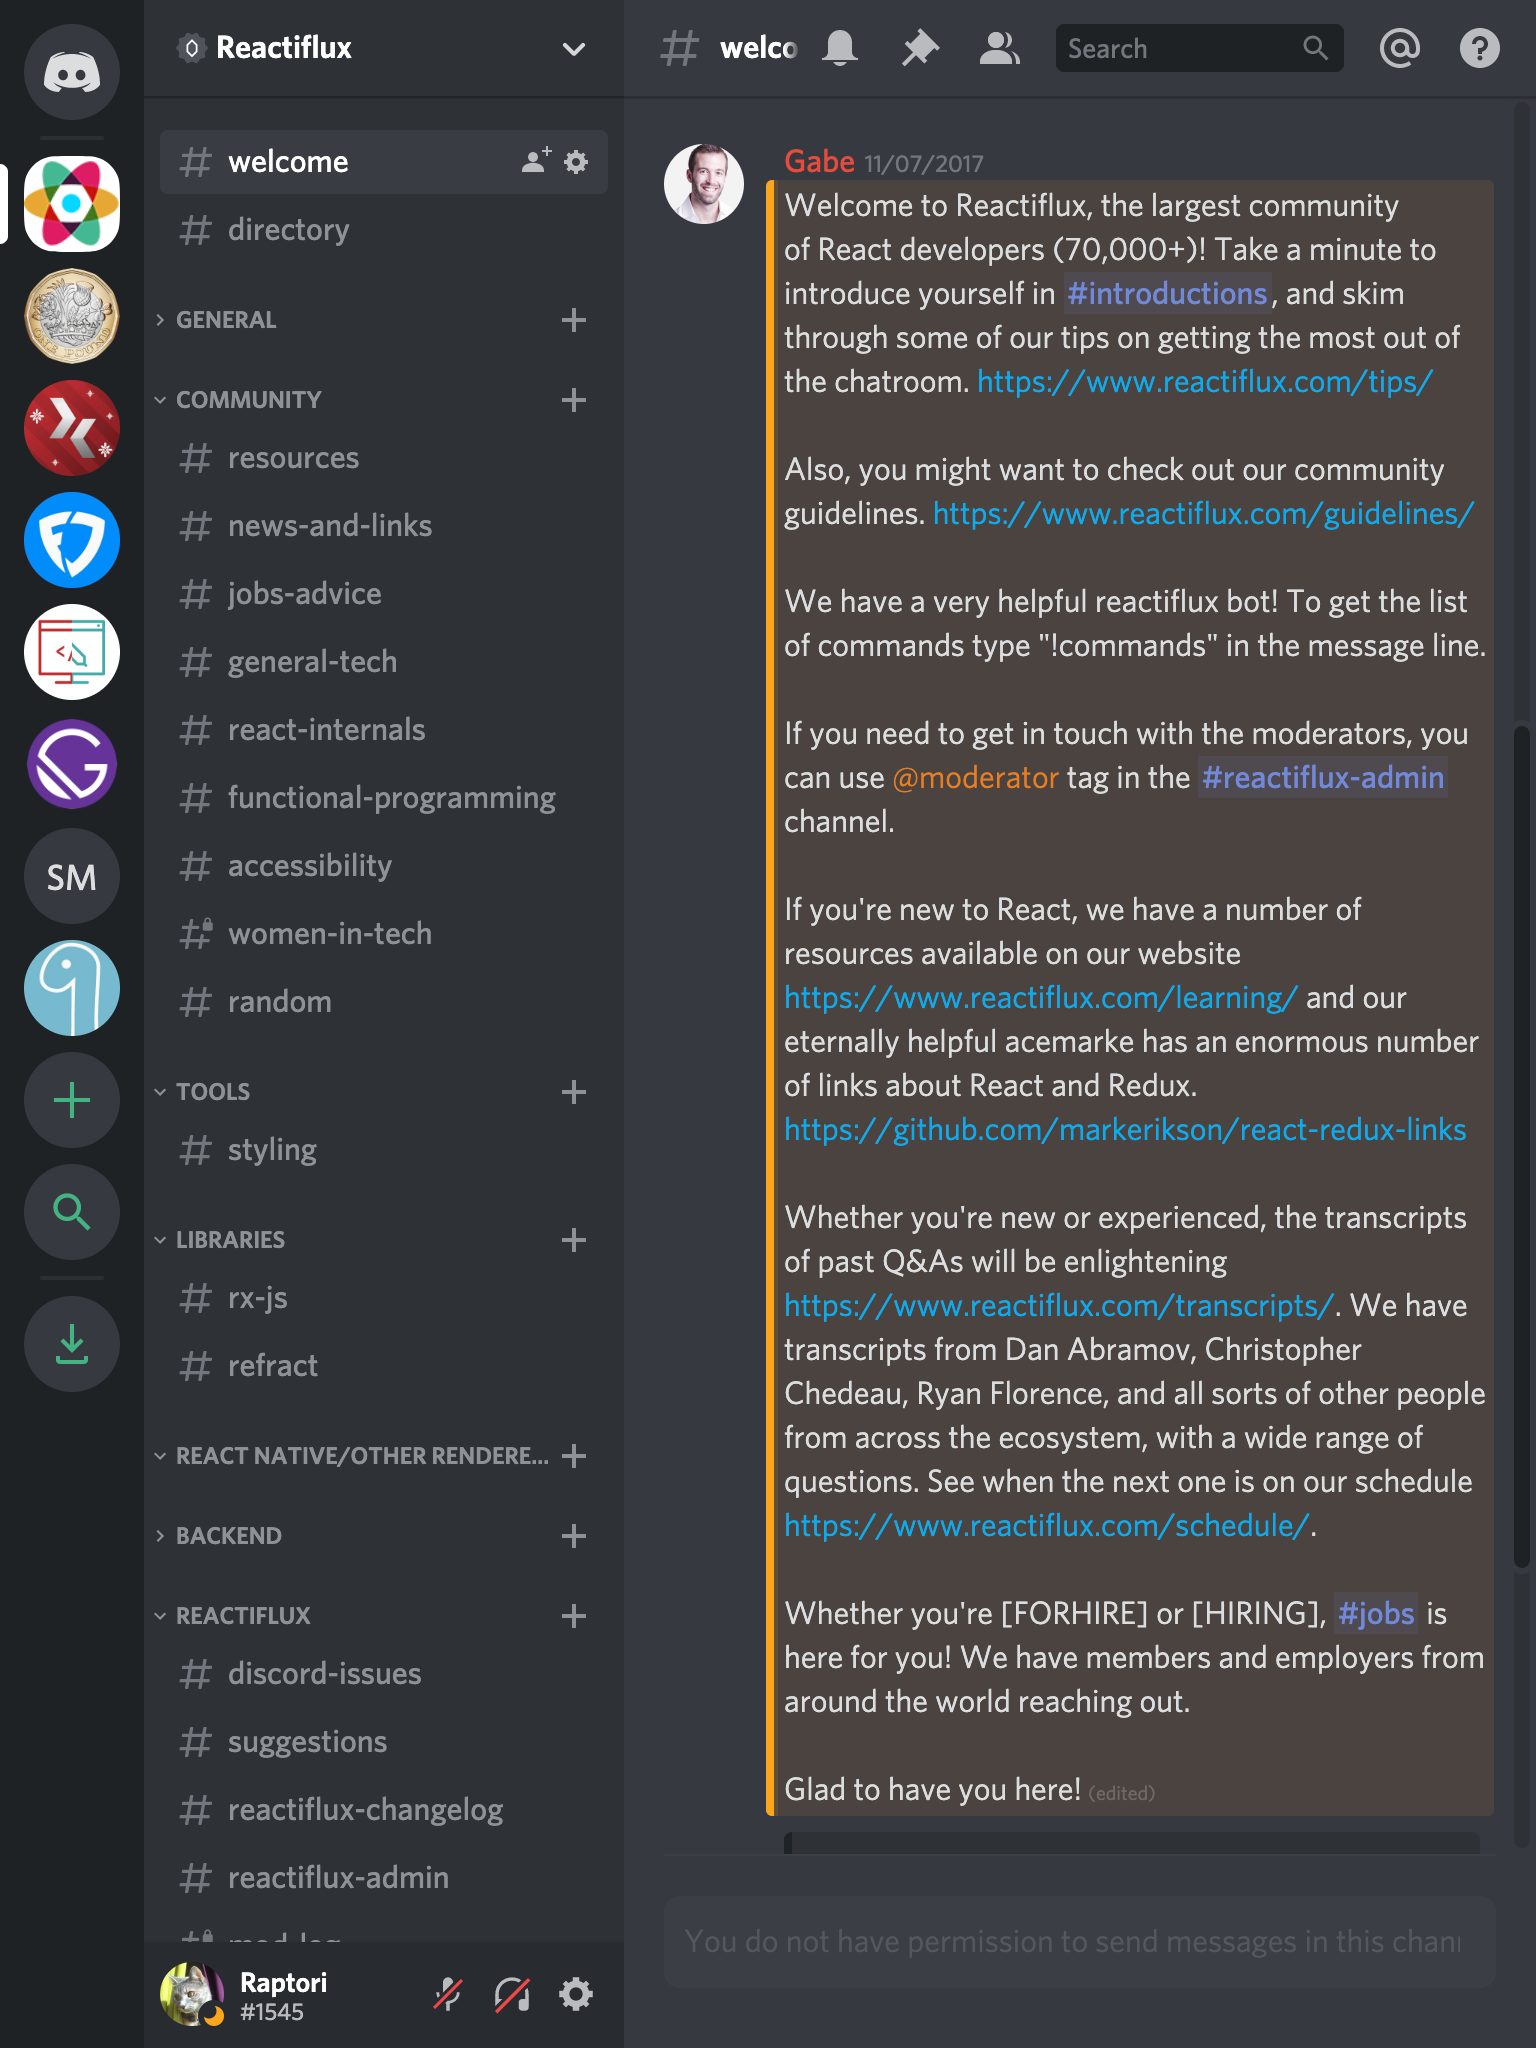 Reactiflux
welcome
directory
GENERAL
COMMUNITY
resources
news-and-links
jobs-advice
general-tech
react-internals
functional-programming
accessibility
women-in-tech
random
TOOLS
styling
LIBRARIES
rx-js
refract
REACT NATIVE/OTHER RENDERE...
BACKEND
REACTIFLUX
discord-issues
suggestions
reactiflux-changelog
reactiflux-admin
mod-log
Raptori
#1545
SM
ONE POUND
# welco
Search
Gabe 11/07/2017
Welcome to Reactiflux, the largest community
of React developers (70,000+)! Take a minute to
introduce yourself in #introductions, and skim
through some of our tips on getting the most out of
the chatroom. https://www.reactiflux.com/tips/
Also, you might want to check out our community
guidelines. https://www.reactiflux.com/guidelines/
We have a very helpful reactiflux bot! To get the list
of commands type "!commands" in the message line.
If you need to get in touch with the moderators, you
can use @moderator tag in the #reactiflux-admin
channel.
If you're new to React, we have a number of
resources available on our website
https://www.reactiflux.com/learning/ and our
eternally helpful acemarke has an enormous number
of links about React and Redux.
https://github.com/markerikson/react-redux-links
Whether you're new or experienced, the transcripts
of past Q&As will be enlightening
https://www.reactiflux.com/transcripts/. We have
transcripts from Dan Abramov, Christopher
Chedeau, Ryan Florence, and all sorts of other people
from across the ecosystem, with a wide range of
questions. See when the next one is on our schedule
https://www.reactiflux.com/schedule/.
Whether you're [FORHIRE] or [HIRING], #jobs is
here for you! We have members and employers from
around the world reaching out.
Glad to have you here! (edited)
You do not have permission to send messages in this chann